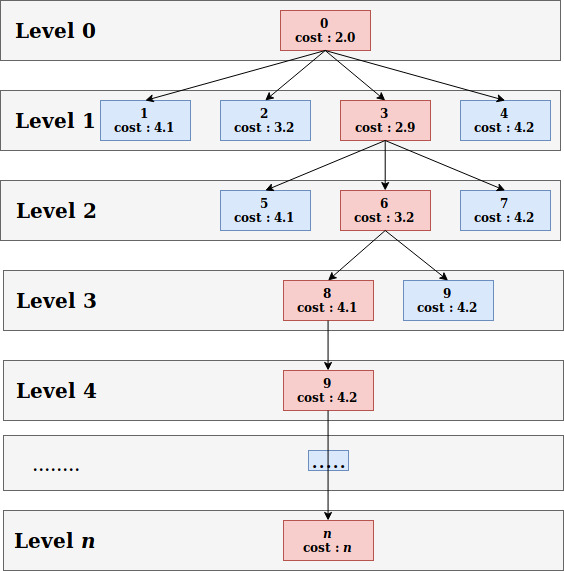 Level 0
0
cost : 2.0
Level 1
1
cost : 4.1
2
cost : 3.2
3
cost : 2.9
4
cost : 4.2
Level 2
5
cost : 4.1
6
cost : 3.2
7
cost : 4.2
Level 3
8
cost : 4.1
9
cost : 4.2
Level 4
9
cost : 4.2
........
.....
Level n
n
cost : n